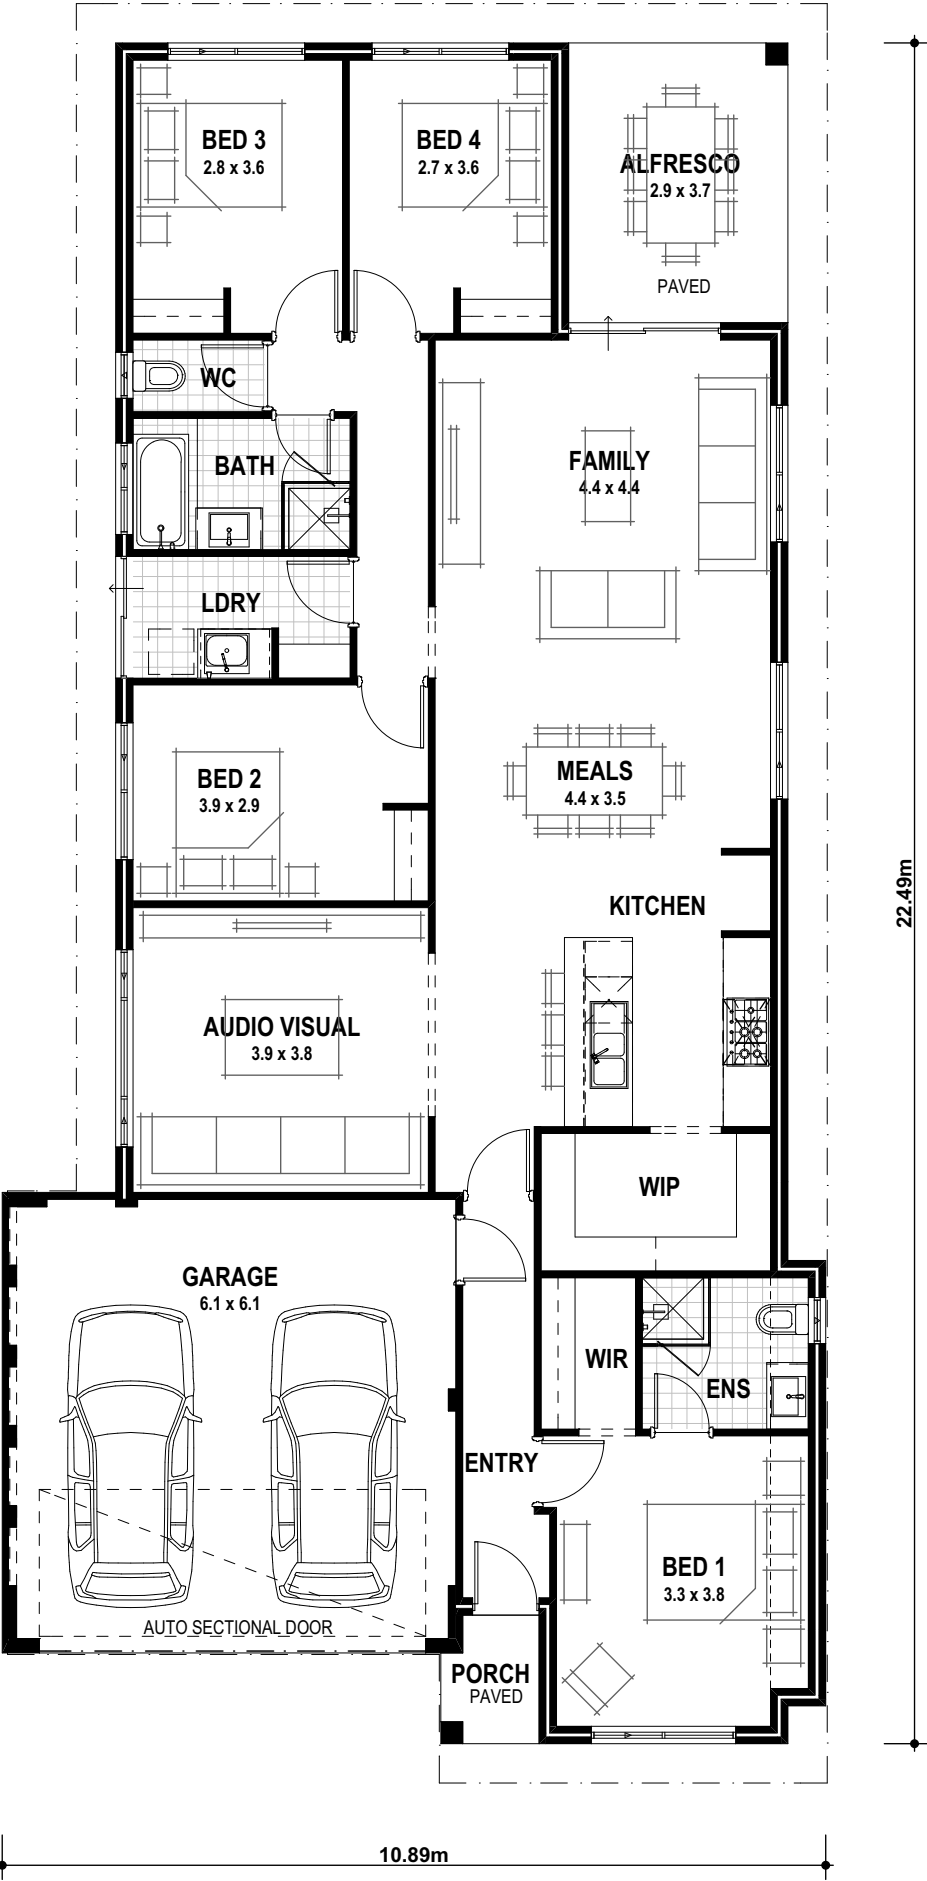 BED 3
2.8 x 3.6
BED 4
2.7 x 3.6
ALFRESCO
2.9 x 3.7
PAVED
WC
BATH
FAMILY
4.4 x 4.4
LDRY
BED 2
3.9 x 2.9
MEALS
4.4 x 3.5
KITCHEN
22.49m
AUDIO VISUAL
3.9 x 3.8
WIP
GARAGE
6.1 x 6.1
WIR
ENS
ENTRY
BED 1
3.3 x 3.8
AUTO SECTIONAL DOOR
PORCH
PAVED
10.89m